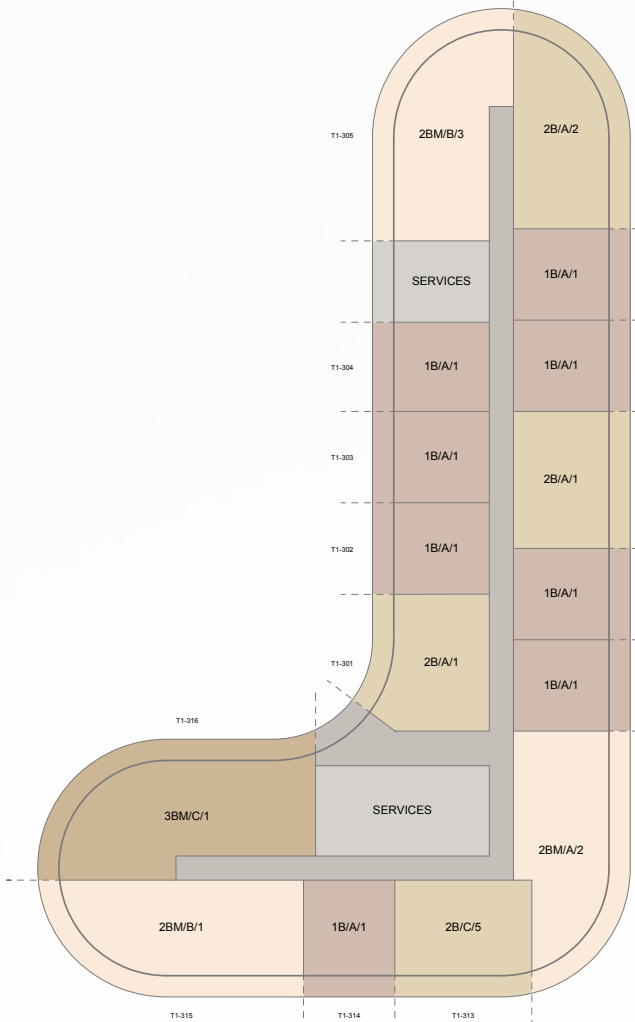 2B/A/2
T1-305
2BM/B/3
1B/A/1
SERVICES
T1-304
1B/A/1
1B/A/1
T1-303
1B/A/1
2B/A/1
T1-302
1B/A/1
1B/A/1
T1-301
2B/A/1
1B/A/1
T1-316
3BM/C/1
SERVICES
2BM/A/2
2BM/B/1
1B/A/1
2B/C/5
T1-315
T1-314
T1-313